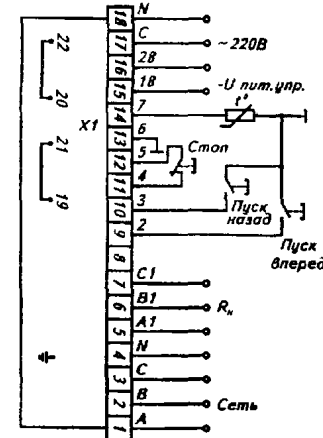 18 N
17 C ~220В
16 28
15 18 -U пит.упр.
14 7 t°
X1
13 6
12 5 Стоп
11 4
10 3 Пуск назад
9 2 Пуск вперед
8
7 C1
6 B1 Rн
5 A1
4 N
3 C
2 B Сеть
1 A
22
20
21
19